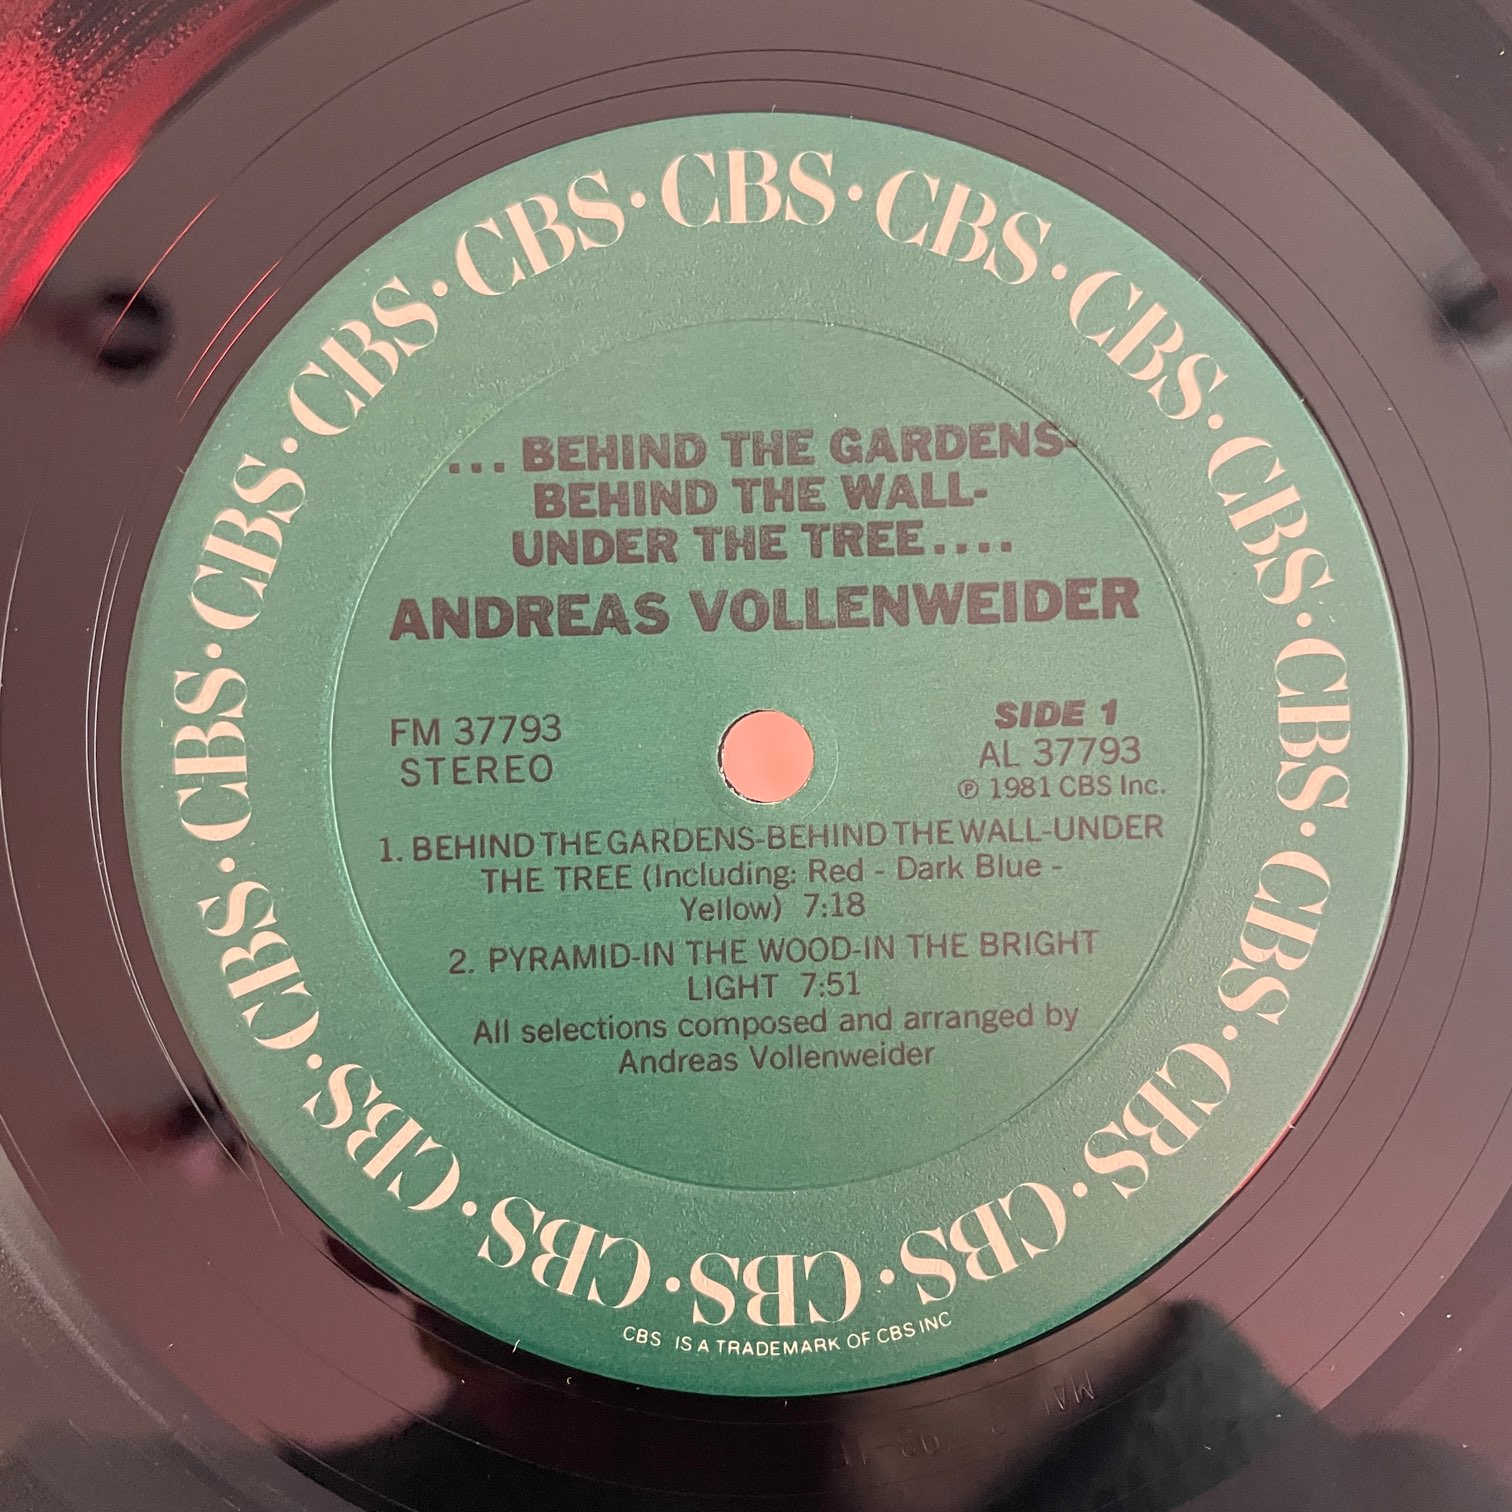 CBS · CBS · CBS · CBS · CBS · CBS · CBS · CBS · CBS · CBS · CBS · CBS · CBS · CBS · CBS · CBS · CBS ·
... BEHIND THE GARDENS-
BEHIND THE WALL-
UNDER THE TREE....
ANDREAS VOLLENWEIDER
FM 37793
STEREO
SIDE 1
AL 37793
℗ 1981 CBS Inc.
1. BEHIND THE GARDENS-BEHIND THE WALL-UNDER
THE TREE (Including: Red - Dark Blue -
Yellow) 7:18
2. PYRAMID-IN THE WOOD-IN THE BRIGHT
LIGHT 7:51
All selections composed and arranged by
Andreas Vollenweider
CBS IS A TRADEMARK OF CBS INC